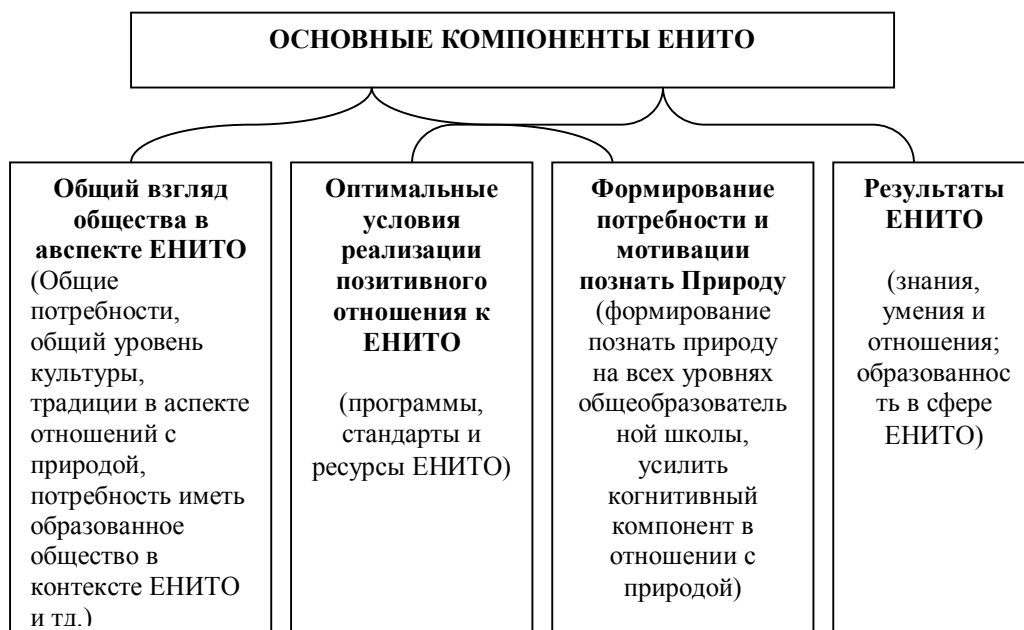 ОСНОВНЫЕ КОМПОНЕНТЫ ЕНИТО
Общий взгляд
общества в
авспекте ЕНИТО
(Общие
потребности,
общий уровень
культуры,
традиции в аспекте
отношений с
природой,
потребность иметь
образованное
общество в
контексте ЕНИТО
и тд.)
Оптимальные
условия
реализации
позитивного
отношения к
ЕНИТО
(программы,
стандарты и
ресурсы ЕНИТО)
Формирование
потребности и
мотивации
познать Природу
(формирование
познать природу
на всех уровнях
общеобразователь
ной школы,
усилить
когнитивный
компонент в
отношении с
природой)
Результаты
ЕНИТО
(знания,
умения и
отношения;
образованнос
ть в сфере
ЕНИТО)